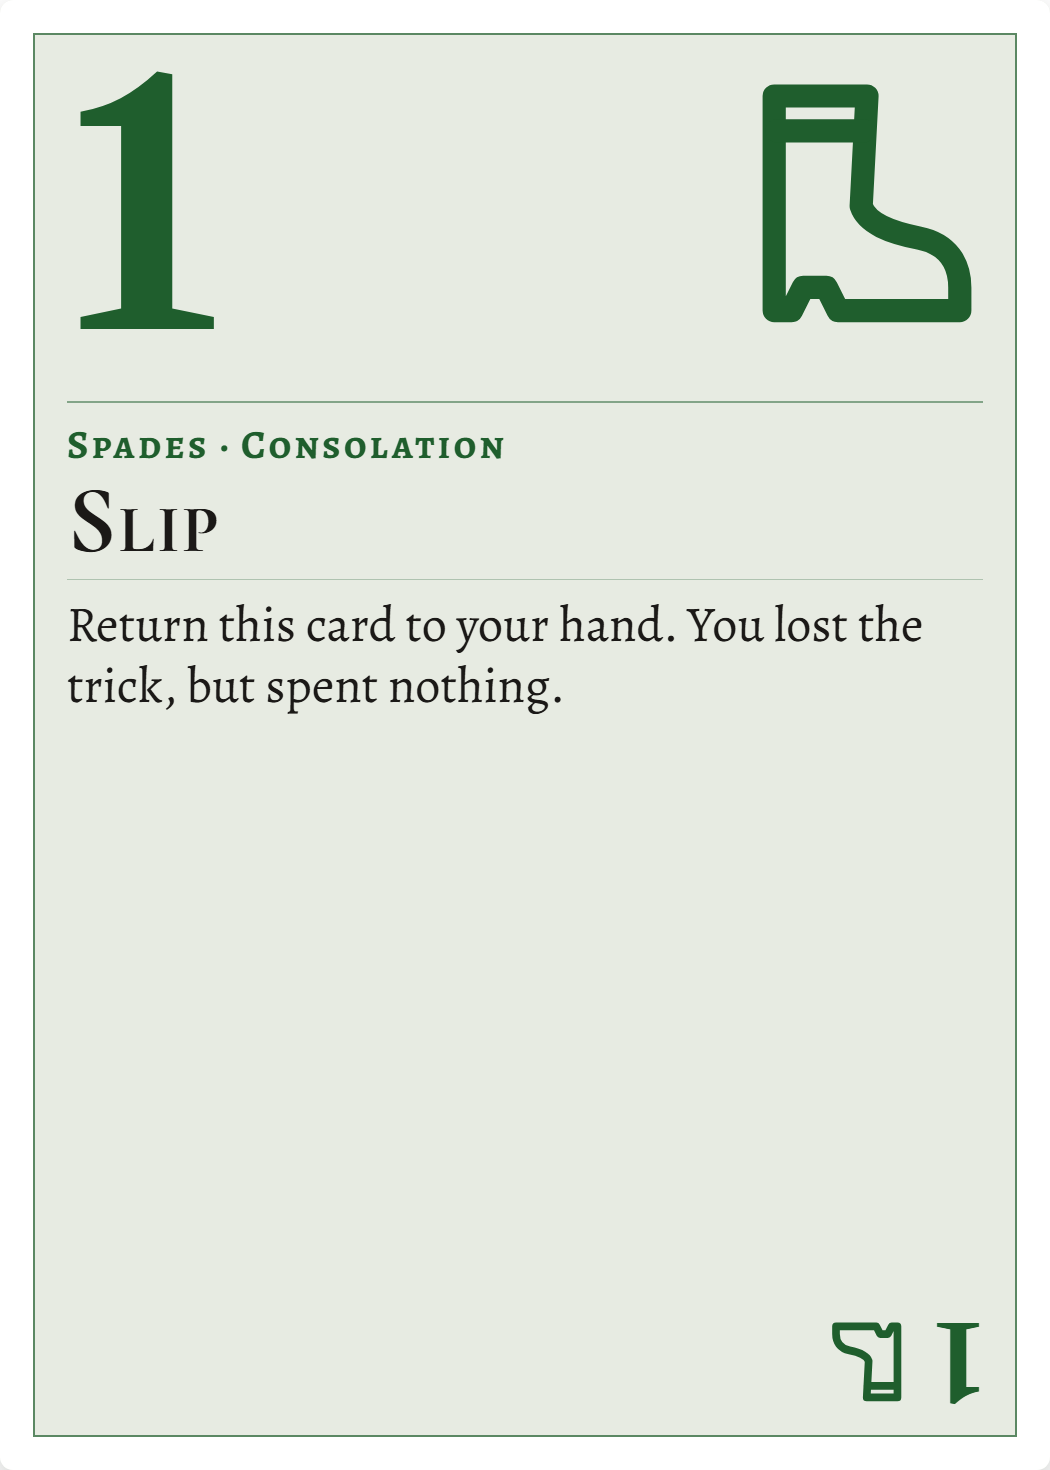 1
Spades · Consolation
Slip
Return this card to your hand. You lost the
trick, but spent nothing.
1